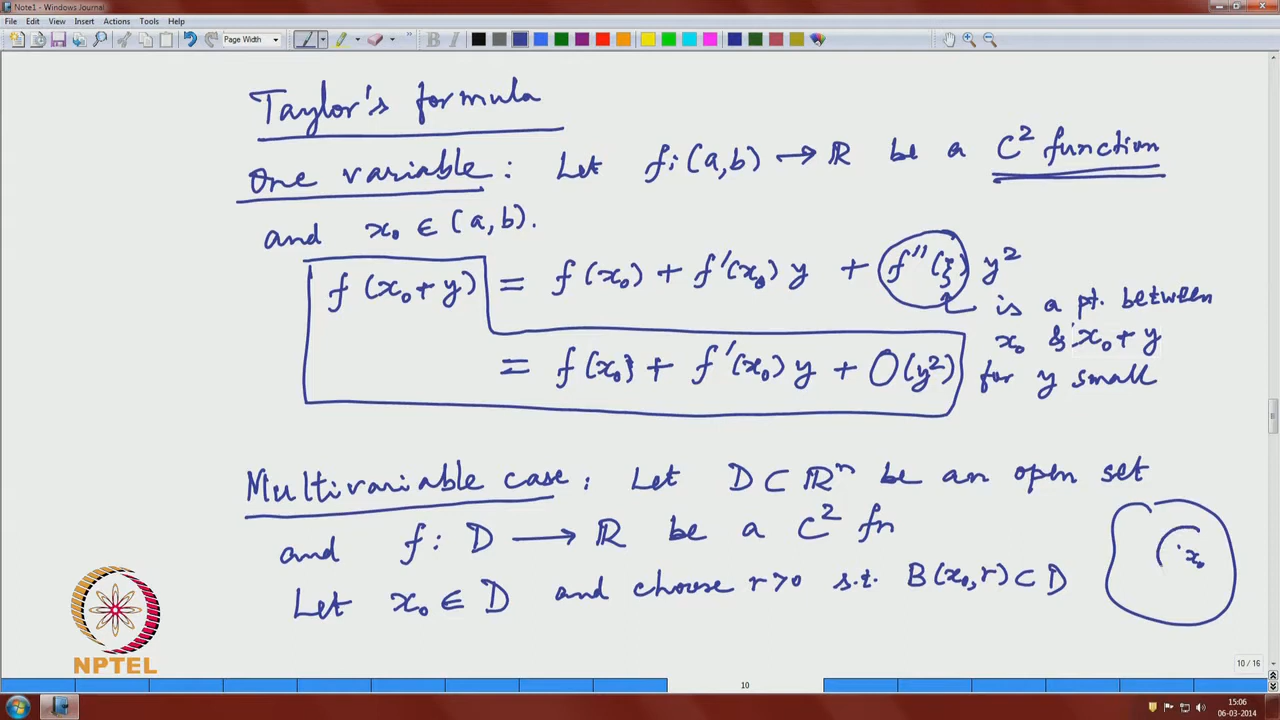 Note1 - Windows Journal
File Edit View Insert Actions Tools Help
Page Width
Taylor's formula
One variable : Let f : (a,b) → ℝ be a C² function
and x₀ ∈ (a,b).
f(x₀+y) = f(x₀) + f'(x₀) y + f''(ξ) y²
is a pt. between
x₀ & x₀+y
= f(x₀) + f'(x₀) y + O(y²) for y small
Multivariable case : Let D ⊂ ℝⁿ be an open set
and f : D → ℝ be a C² fn
x₀
Let x₀ ∈ D and choose r>0 s.t. B(x₀,r) ⊂ D
NPTEL
10 / 16
10
15:06
06-03-2014